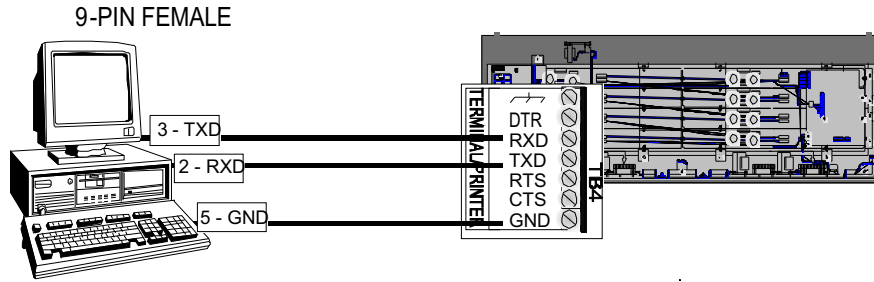 9-PIN FEMALE
3 - TXD
2 - RXD
5 - GND
TERMINAL/PRINTER
DTR
RXD
TXD
RTS
CTS
GND
TB4